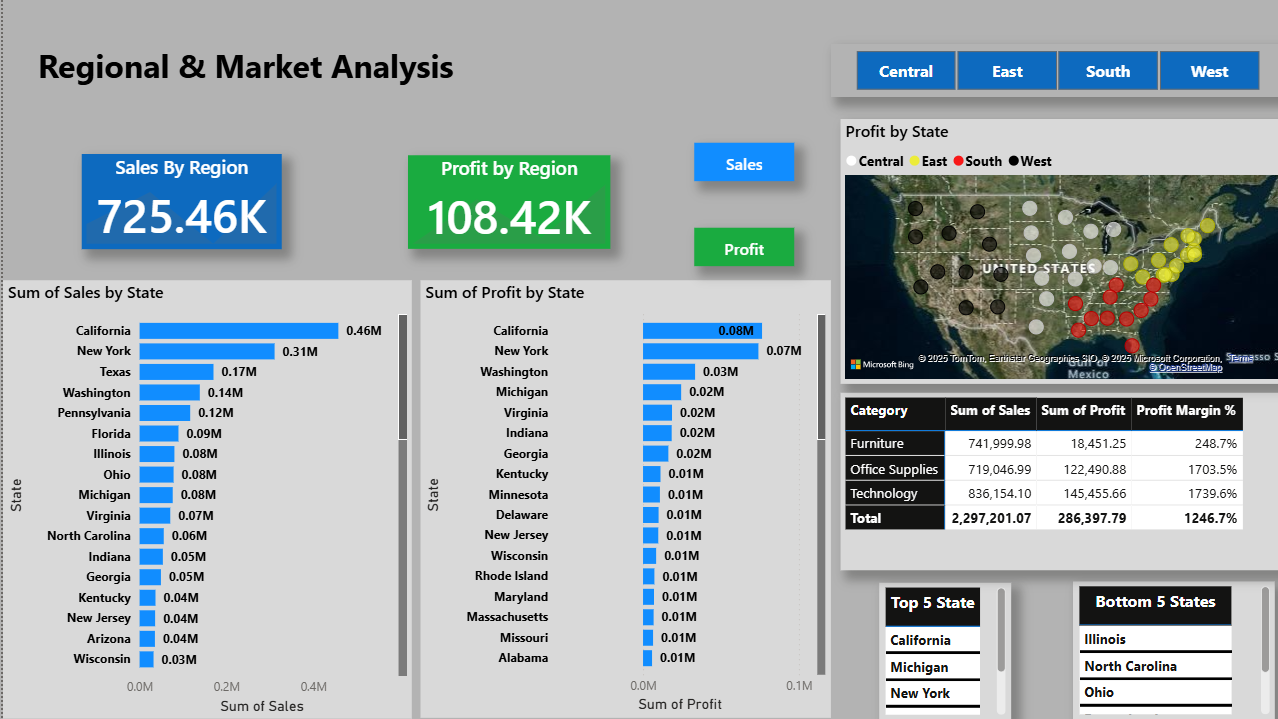 Regional & Market Analysis
Central East South West
Sales By Region
725.46K
Profit by Region
108.42K
Sales
Profit
Sum of Sales by State
State
California 0.46M
New York 0.31M
Texas 0.17M
Washington 0.14M
Pennsylvania 0.12M
Florida 0.09M
Illinois 0.08M
Ohio 0.08M
Michigan 0.08M
Virginia 0.07M
North Carolina 0.06M
Indiana 0.05M
Georgia 0.05M
Kentucky 0.04M
New Jersey 0.04M
Arizona 0.04M
Wisconsin 0.03M
0.0M 0.2M 0.4M
Sum of Sales
Sum of Profit by State
State
California 0.08M
New York 0.07M
Washington 0.03M
Michigan 0.02M
Virginia 0.02M
Indiana 0.02M
Georgia 0.02M
Kentucky 0.01M
Minnesota 0.01M
Delaware 0.01M
New Jersey 0.01M
Wisconsin 0.01M
Rhode Island 0.01M
Maryland 0.01M
Massachusetts 0.01M
Missouri 0.01M
Alabama 0.01M
0.0M 0.1M
Sum of Profit
Profit by State
Central East South West
UNITED STATES
Microsoft Bing
© 2025 TomTom, Earthstar Geographics SIO, © 2025 Microsoft Corporation, Terms
© OpenStreetMap
Gulf of
Mexico
Category Sum of Sales Sum of Profit Profit Margin %
Furniture 741,999.98 18,451.25 248.7%
Office Supplies 719,046.99 122,490.88 1703.5%
Technology 836,154.10 145,455.66 1739.6%
Total 2,297,201.07 286,397.79 1246.7%
Top 5 State
California
Michigan
New York
Bottom 5 States
Illinois
North Carolina
Ohio